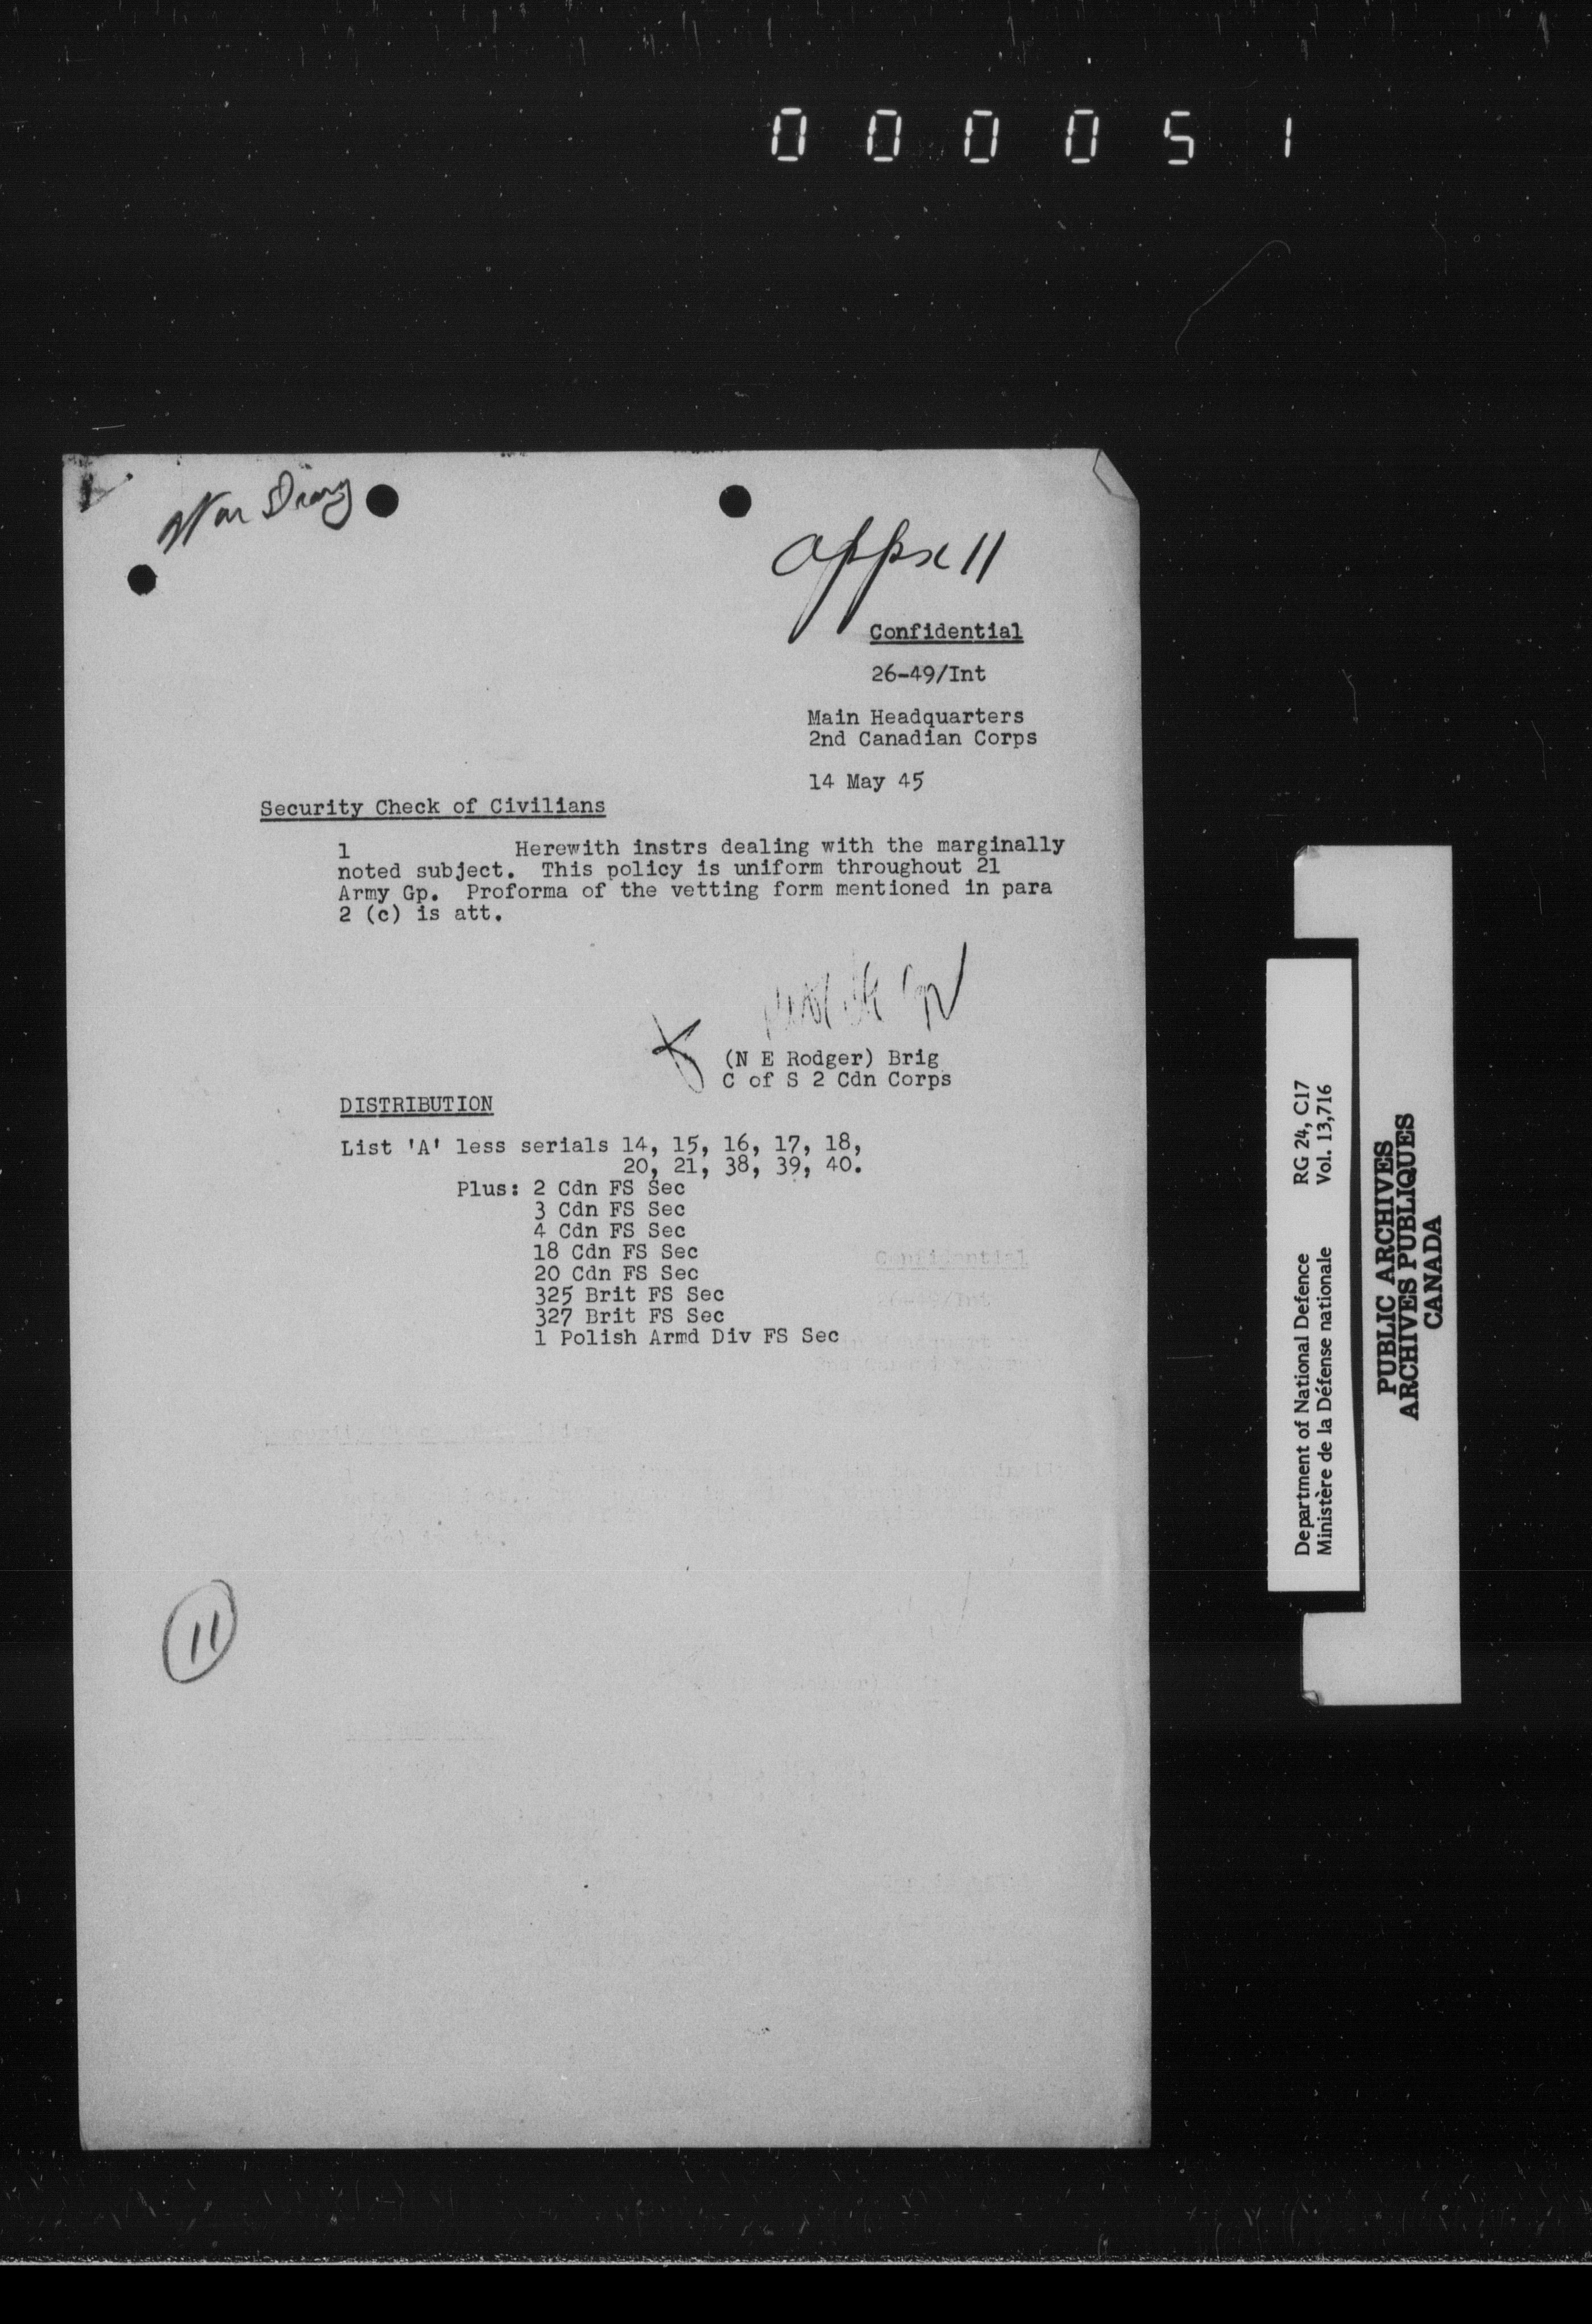 000051
War Diary
Appx 11
Confidential
26-49/Int
Main Headquarters
2nd Canadian Corps
14 May 45
Security Check of Civilians
1 Herewith instrs dealing with the marginally
noted subject. This policy is uniform throughout 21
Army Gp. Proforma of the vetting form mentioned in para
2 (c) is att.
(N E Rodger) Brig
C of S 2 Cdn Corps
DISTRIBUTION
List 'A' less serials 14, 15, 16, 17, 18,
20, 21, 38, 39, 40.
Plus: 2 Cdn FS Sec
3 Cdn FS Sec
4 Cdn FS Sec
18 Cdn FS Sec
20 Cdn FS Sec
325 Brit FS Sec
327 Brit FS Sec
1 Polish Armd Div FS Sec
11
Department of National Defence RG 24, C17
Ministère de la Défense nationale Vol. 13,716
PUBLIC ARCHIVES
ARCHIVES PUBLIQUES
CANADA